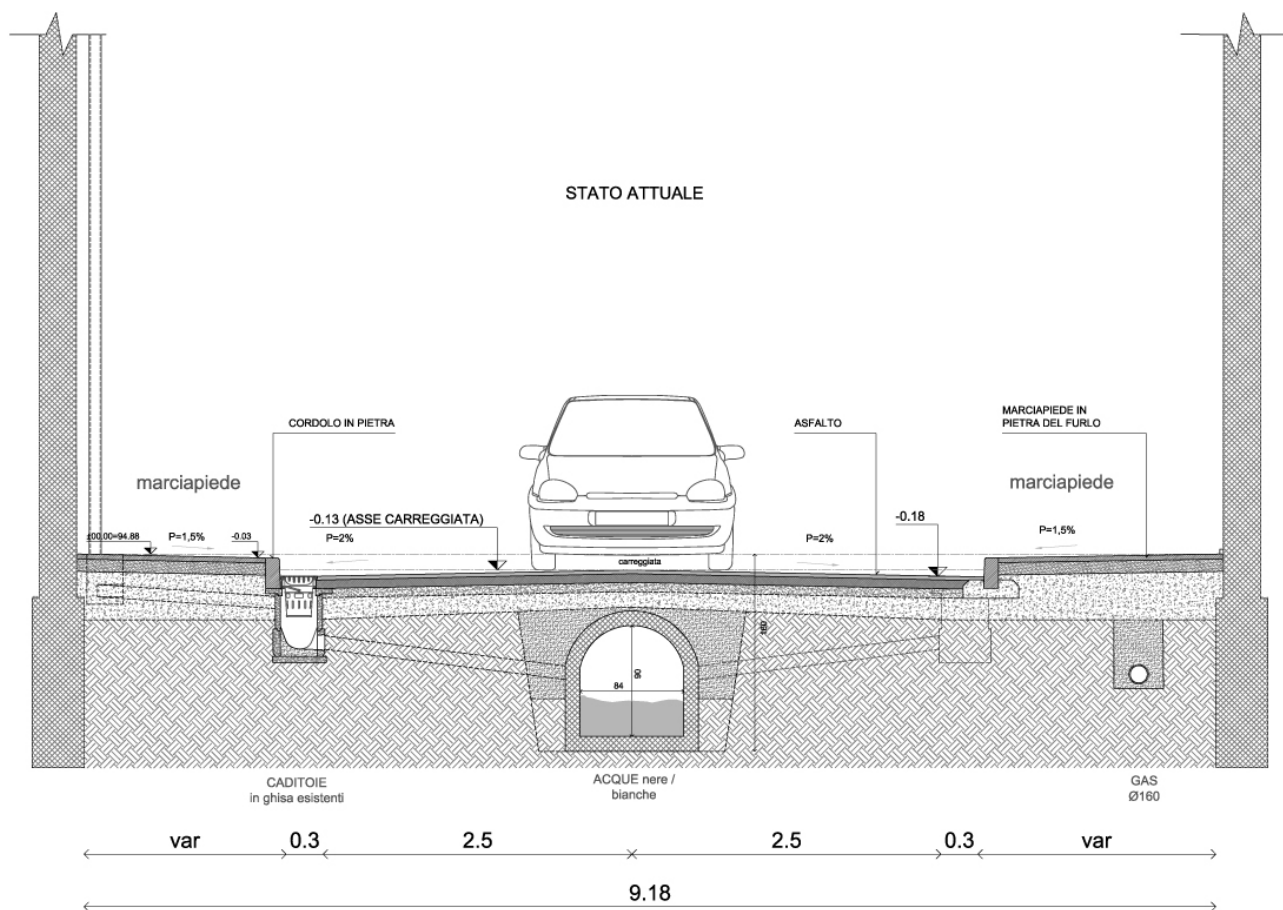 STATO ATTUALE
CORDOLO IN PIETRA
ASFALTO
MARCIAPIEDE IN
PIETRA DEL FURLO
marciapiede
marciapiede
-0.13 (ASSE CARREGGIATA)
-0.18
±00.00=94.88
P=1,5%
-0.03
P=2%
P=2%
P=1,5%
carreggiata
160
90
84
CADITOIE
in ghisa esistenti
ACQUE nere /
bianche
GAS
Ø160
var
0.3
2.5
2.5
0.3
var
9.18